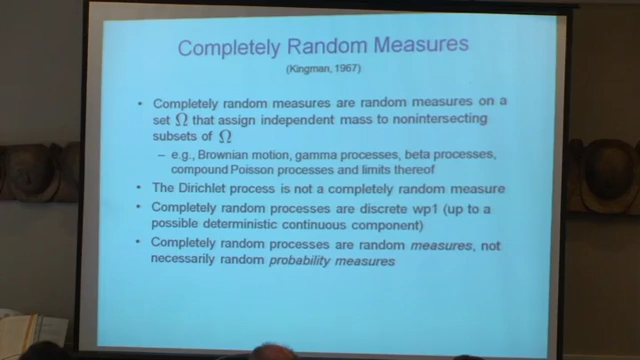 Completely Random Measures
(Kingman, 1967)
• Completely random measures are random measures on a
set Ω that assign independent mass to nonintersecting
subsets of Ω
– e.g., Brownian motion, gamma processes, beta processes,
compound Poisson processes and limits thereof
• The Dirichlet process is not a completely random measure
• Completely random processes are discrete wp1 (up to a
possible deterministic continuous component)
• Completely random processes are random measures, not
necessarily random probability measures